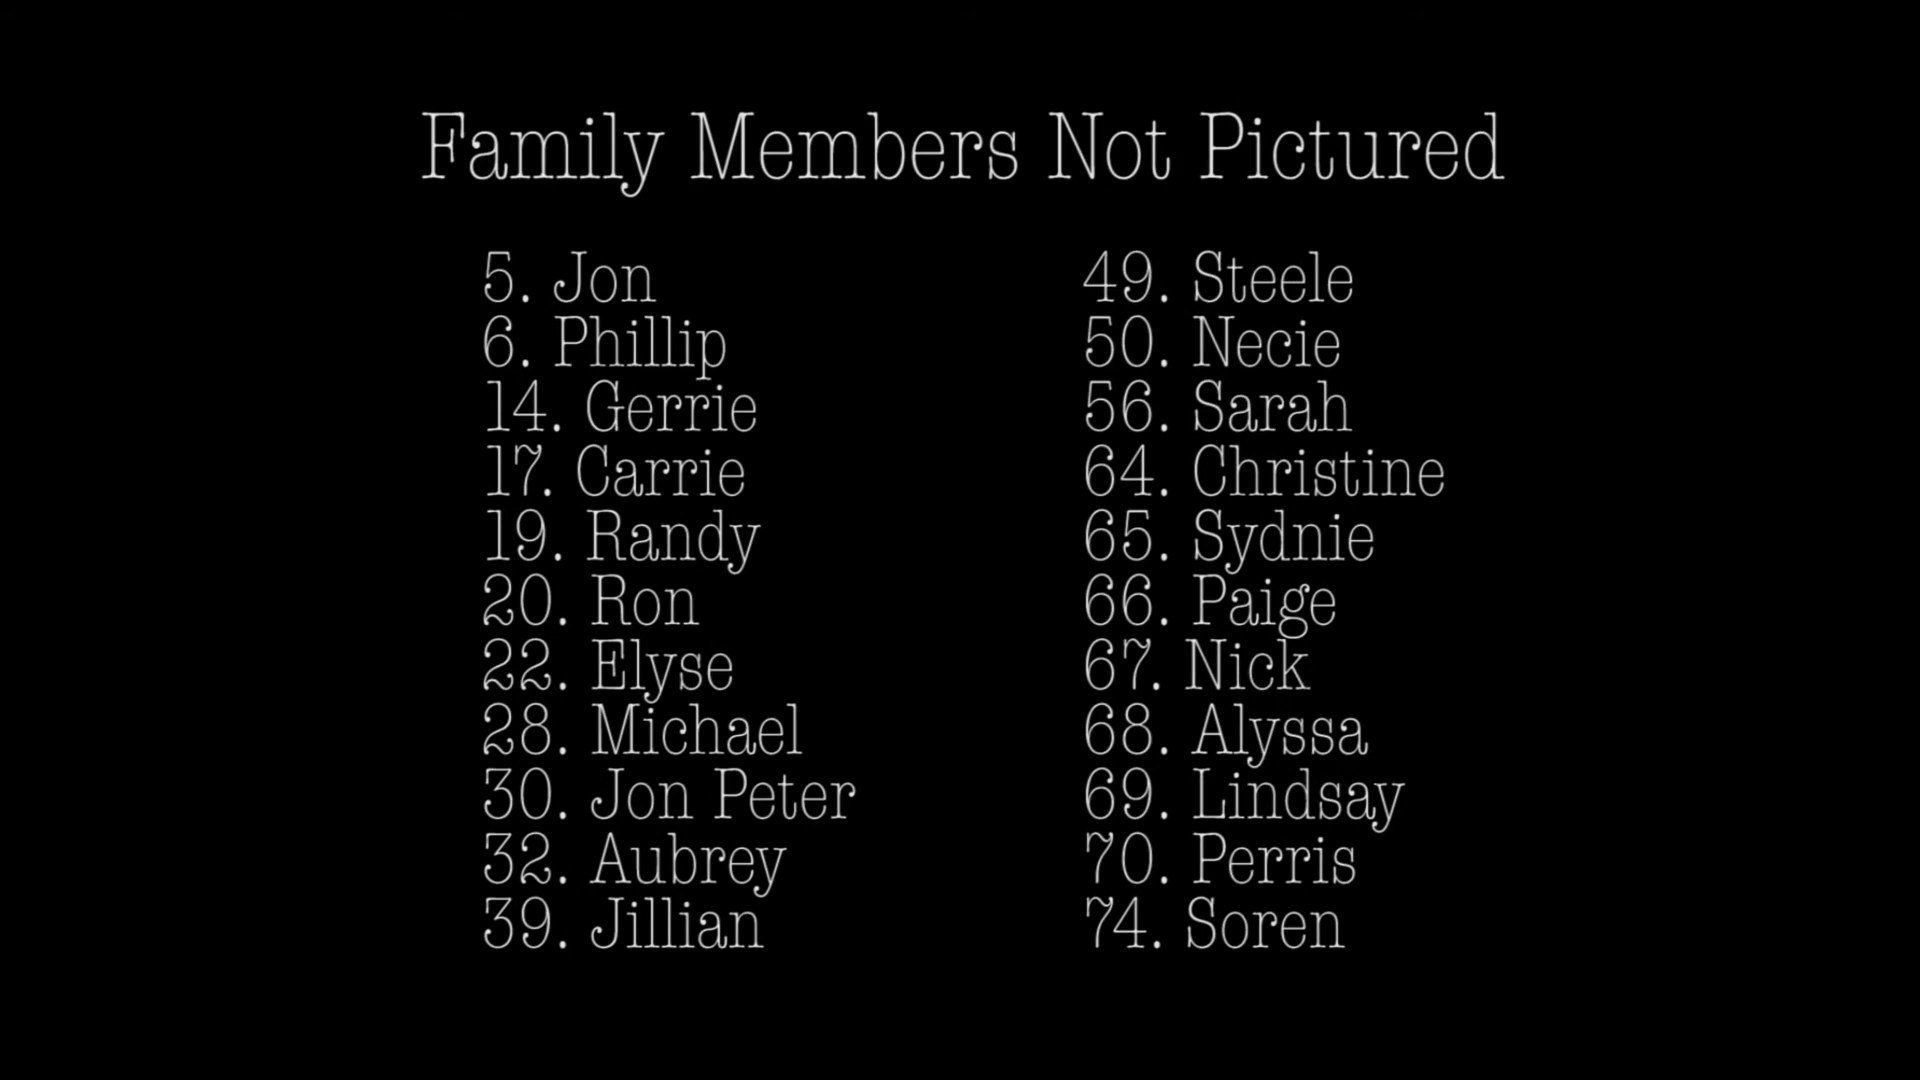 Family Members Not Pictured
5. Jon
6. Phillip
14. Gerrie
17. Carrie
19. Randy
20. Ron
22. Elyse
28. Michael
30. Jon Peter
32. Aubrey
39. Jillian
49. Steele
50. Necie
56. Sarah
64. Christine
65. Sydnie
66. Paige
67. Nick
68. Alyssa
69. Lindsay
70. Perris
74. Soren